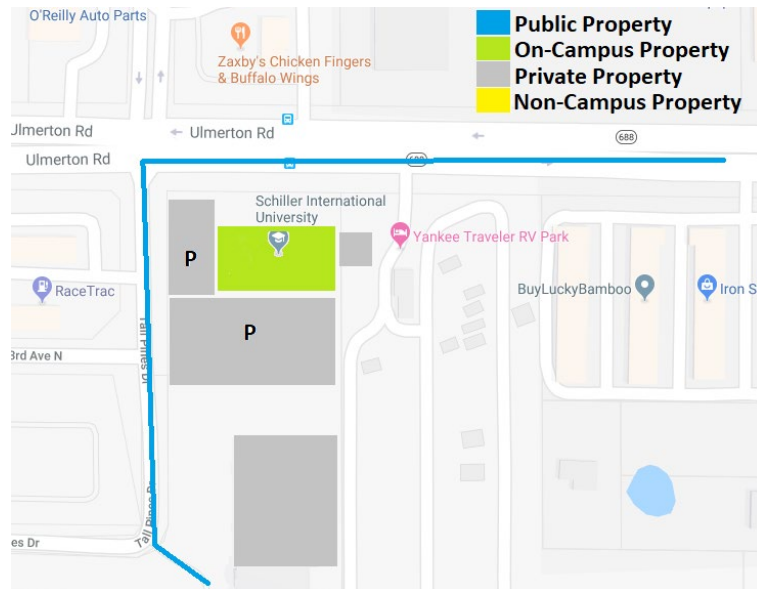 O'Reilly Auto Parts
Public Property
On-Campus Property
Private Property
Non-Campus Property
Zaxby's Chicken Fingers
& Buffalo Wings
Ulmerton Rd
Ulmerton Rd
688
Ulmerton Rd
Schiller International
University
P
Yankee Traveler RV Park
RaceTrac
BuyLuckyBamboo
Iron S
P
Tall Pines Dr
3rd Ave N
Tall Pines Dr
es Dr